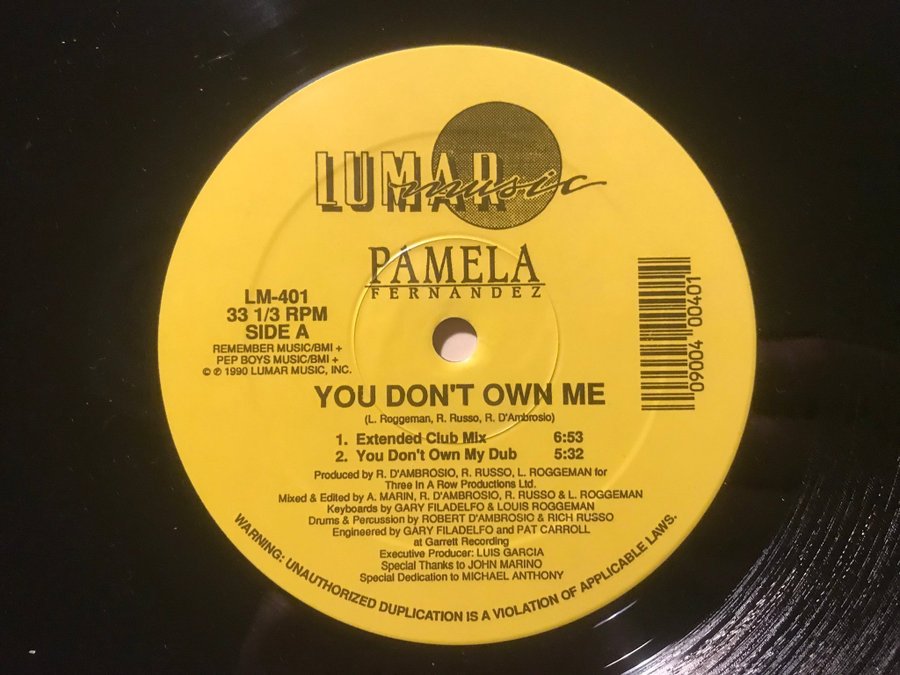 LUMAR music
PAMELA
FERNANDEZ
LM-401
33 1/3 RPM
SIDE A
REMEMBER MUSIC/BMI +
PEP BOYS MUSIC/BMI +
© ℗ 1990 LUMAR MUSIC, INC.
09004 00401
YOU DON'T OWN ME
(L. Roggeman, R. Russo, R. D'Ambrosio)
1. Extended Club Mix 6:53
2. You Don't Own My Dub 5:32
Produced by R. D'AMBROSIO, R. RUSSO, L. ROGGEMAN for
Three In A Row Productions Ltd.
Mixed & Edited by A. MARIN, R. D'AMBROSIO, R. RUSSO & L. ROGGEMAN
Keyboards by GARY FILADELFO & LOUIS ROGGEMAN
Drums & Percussion by ROBERT D'AMBROSIO & RICH RUSSO
Engineered by GARY FILADELFO and PAT CARROLL
at Garrett Recording
Executive Producer: LUIS GARCIA
Special Thanks to JOHN MARINO
Special Dedication to MICHAEL ANTHONY
WARNING: UNAUTHORIZED DUPLICATION IS A VIOLATION OF APPLICABLE LAWS.